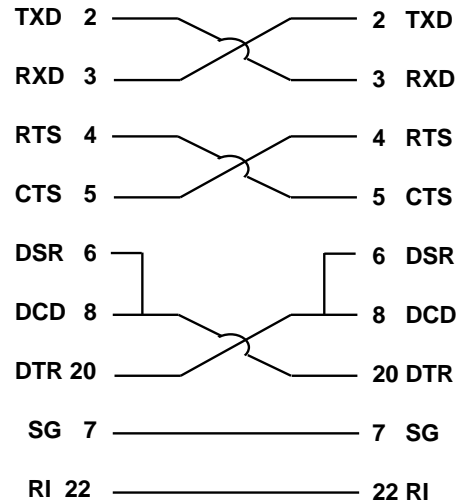 TXD 2 2 TXD
RXD 3 3 RXD
RTS 4 4 RTS
CTS 5 5 CTS
DSR 6 6 DSR
DCD 8 8 DCD
DTR 20 20 DTR
SG 7 7 SG
RI 22 22 RI